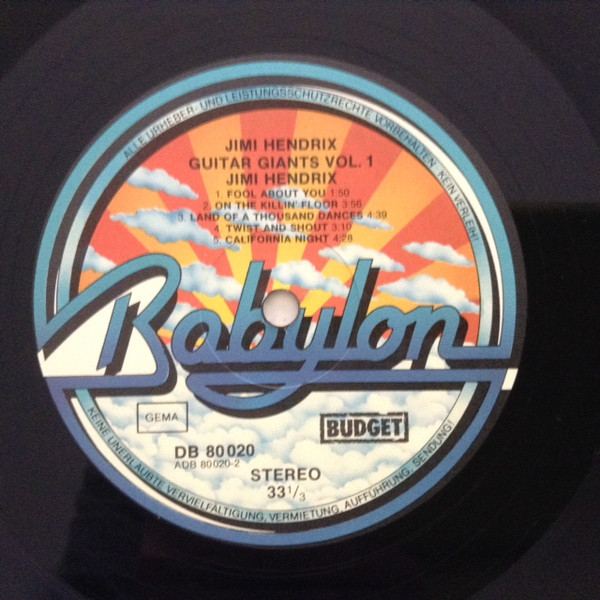 ALLE URHEBER- UND LEISTUNGSSCHUTZRECHTE VORBEHALTEN · KEIN VERLEIH!
JIMI HENDRIX
GUITAR GIANTS VOL. 1
JIMI HENDRIX
1. FOOL ABOUT YOU 1:50
2. ON THE KILLIN' FLOOR 3:56
3. LAND OF A THOUSAND DANCES 4:39
4. TWIST AND SHOUT 3:10
5. CALIFORNIA NIGHT 4:28
Babylon
GEMA
BUDGET
DB 80020
ADB 80020-2
STEREO
33 1/3
KEINE UNERLAUBTE VERVIELFÄLTIGUNG, VERMIETUNG, AUFFÜHRUNG, SENDUNG!